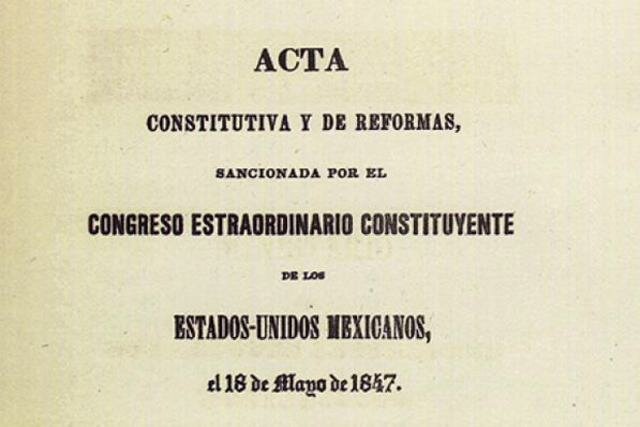 ACTA
CONSTITUTIVA Y DE REFORMAS,
SANCIONADA POR EL
CONGRESO ESTRAORDINARIO CONSTITUYENTE
DE LOS
ESTADOS-UNIDOS MEXICANOS,
el 18 de Mayo de 1847.